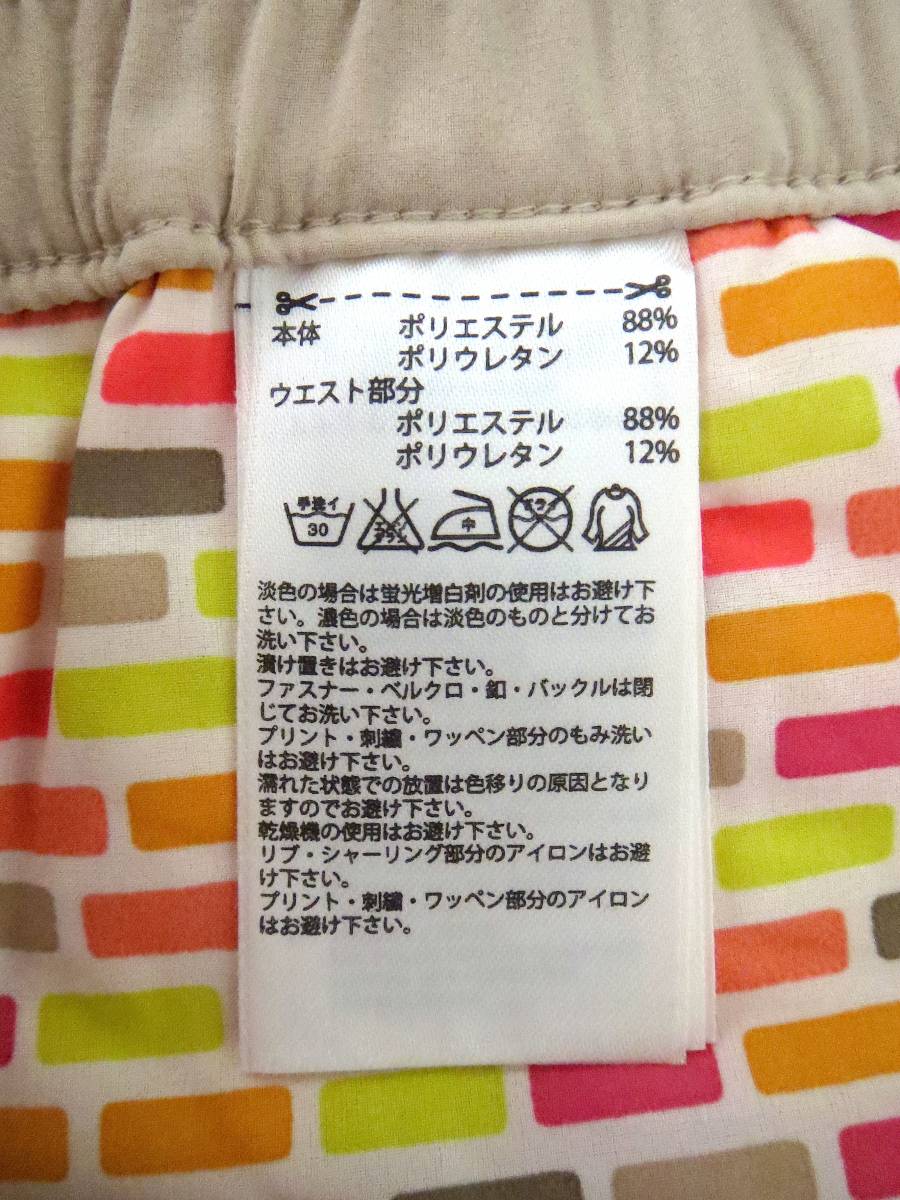 本体 ポリエステル 88%
ポリウレタン 12%
ウエスト部分
ポリエステル 88%
ポリウレタン 12%
手洗イ 30 エンソサラシ 中 ドライ
淡色の場合は蛍光増白剤の使用はお避け下
さい。濃色の場合は淡色のものと分けてお
洗い下さい。
漬け置きはお避け下さい。
ファスナー・ベルクロ・釦・バックルは閉
じてお洗い下さい。
プリント・刺繍・ワッペン部分のもみ洗い
はお避け下さい。
濡れた状態での放置は色移りの原因となり
ますのでお避け下さい。
乾燥機の使用はお避け下さい。
リブ・シャーリング部分のアイロンはお避
け下さい。
プリント・刺繍・ワッペン部分のアイロン
はお避け下さい。